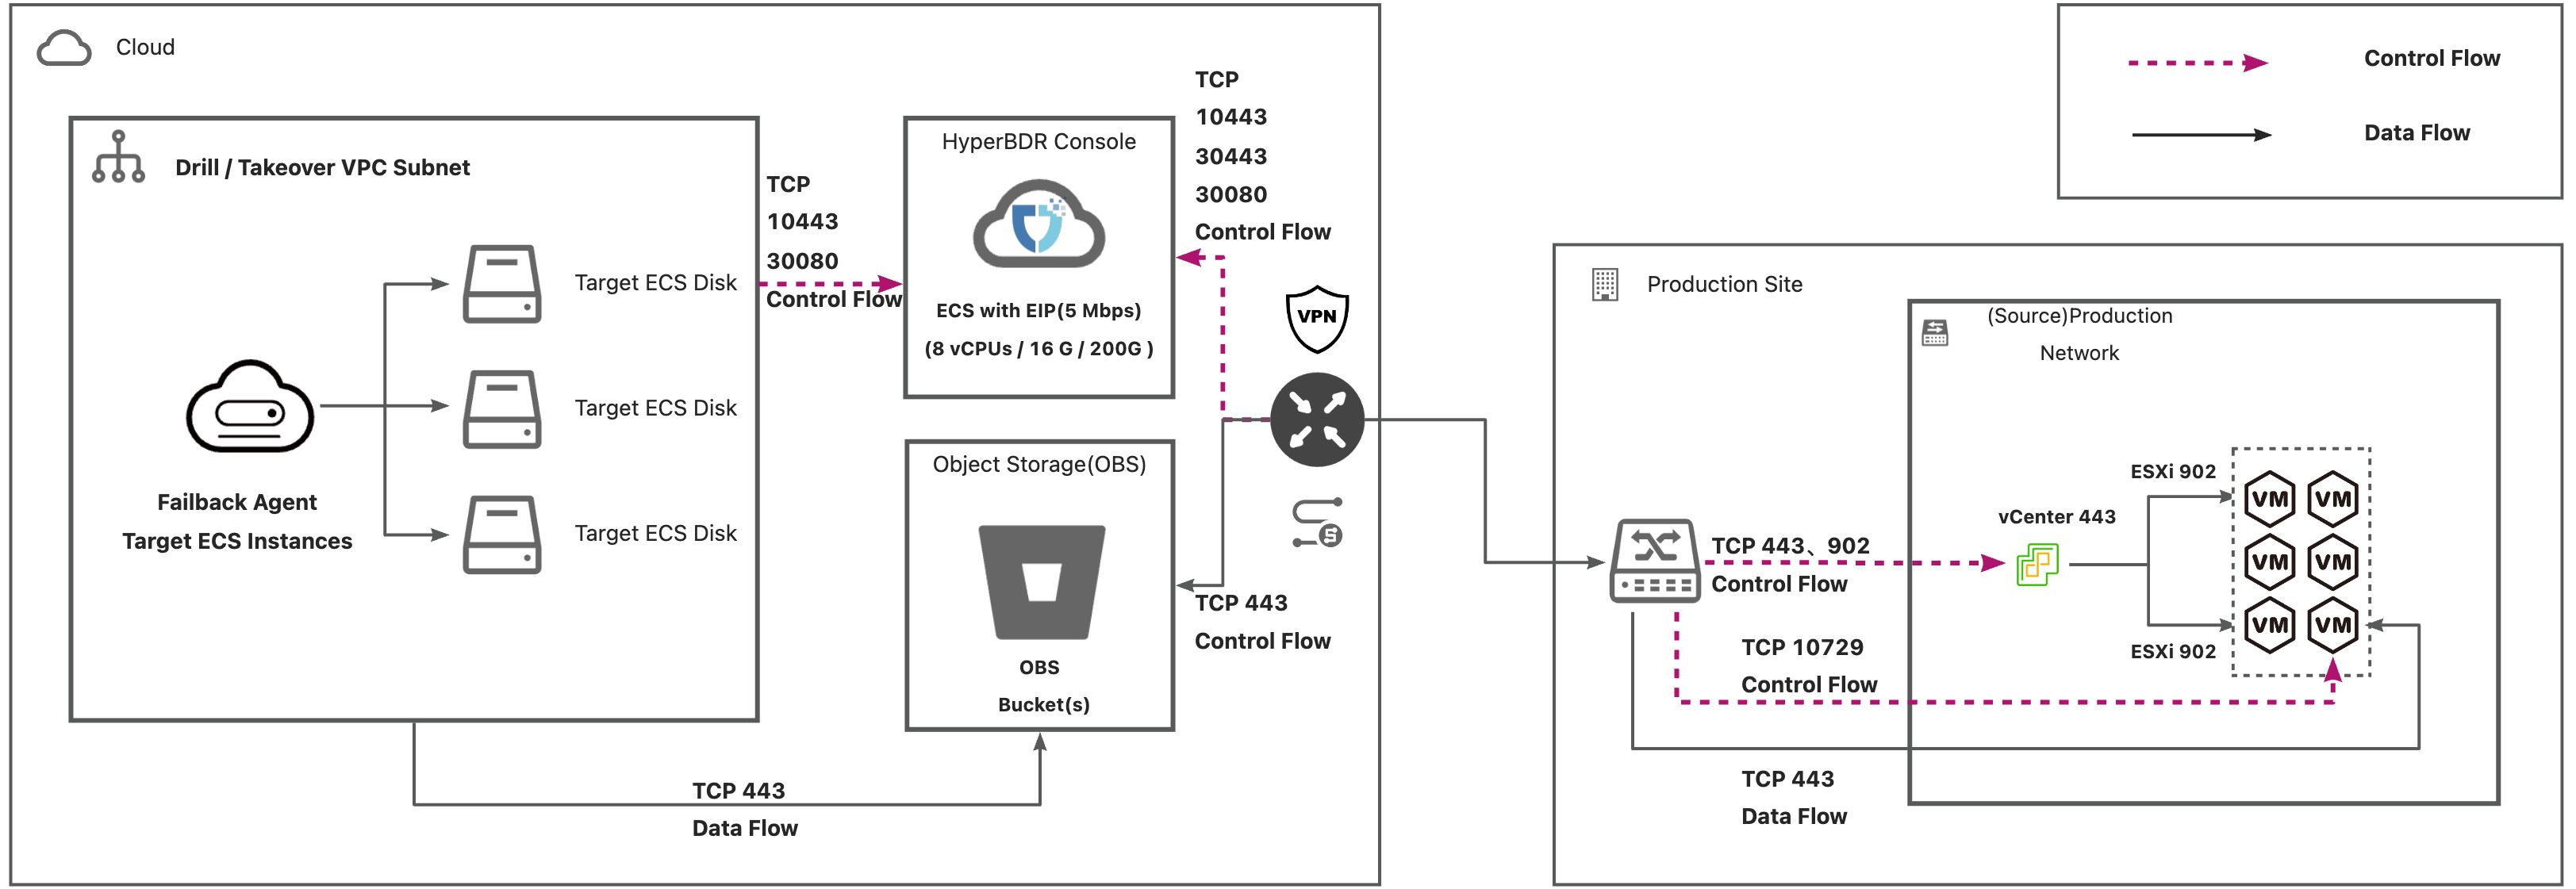 Cloud
Drill / Takeover VPC Subnet
Target ECS Disk
Target ECS Disk
Target ECS Disk
Failback Agent
Target ECS Instances
TCP
10443
30080
Control Flow
HyperBDR Console
ECS with EIP(5 Mbps)
(8 vCPUs / 16 G / 200G )
TCP
10443
30443
30080
Control Flow
VPN
Object Storage(OBS)
OBS
Bucket(s)
TCP 443
Control Flow
S
TCP 443
Data Flow
Control Flow
Data Flow
Production Site
(Source)Production
Network
TCP 443、902
Control Flow
vCenter 443
ESXi 902
ESXi 902
VM VM
VM VM
VM VM
TCP 10729
Control Flow
TCP 443
Data Flow